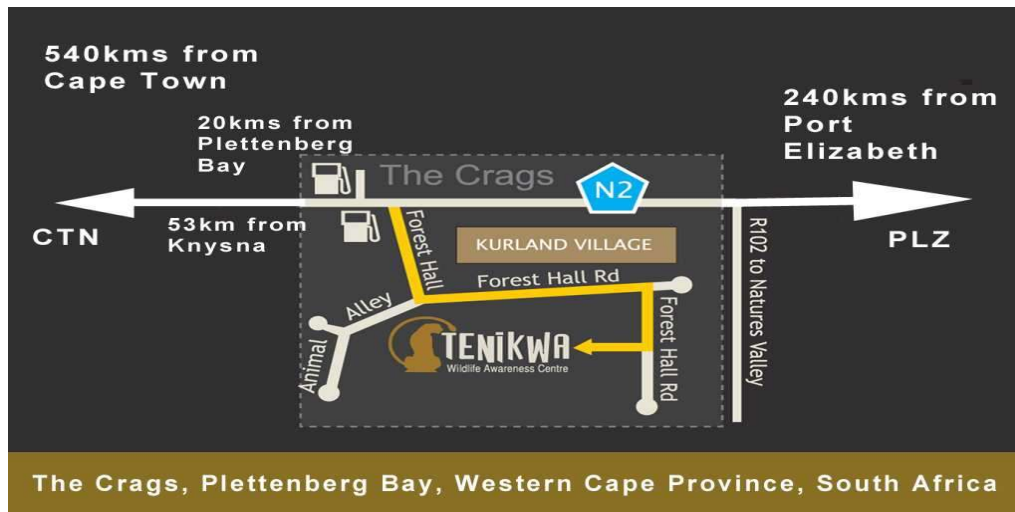 540kms from
Cape Town
20kms from
Plettenberg
Bay
240kms from
Port
Elizabeth
The Crags
N2
CTN
53km from
Knysna
PLZ
Forest Hall
KURLAND VILLAGE
Forest Hall Rd
R102 to Natures Valley
Alley
Animal
TENiKWA
Wildlife Awareness Centre
Forest Hall Rd
The Crags, Plettenberg Bay, Western Cape Province, South Africa